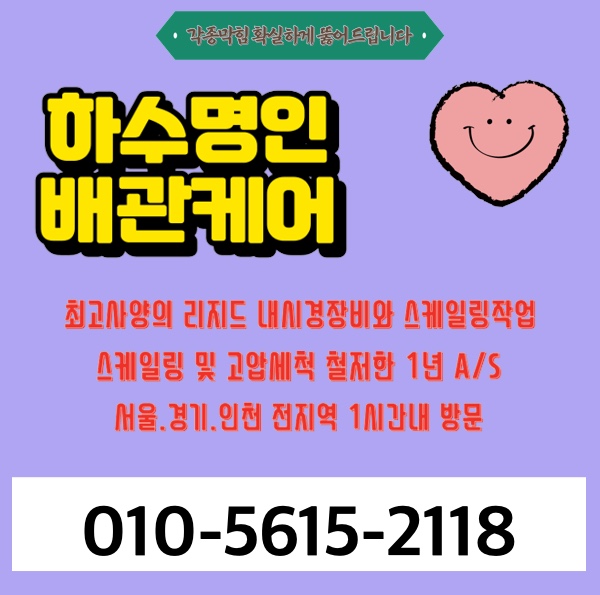 각종막힘 확실하게 뚫어드립니다
하수명인
배관케어
최고사양의 리지드 내시경장비와 스케일링작업
스케일링 및 고압세척 철저한 1년 A/S
서울.경기.인천 전지역 1시간내 방문
010-5615-2118